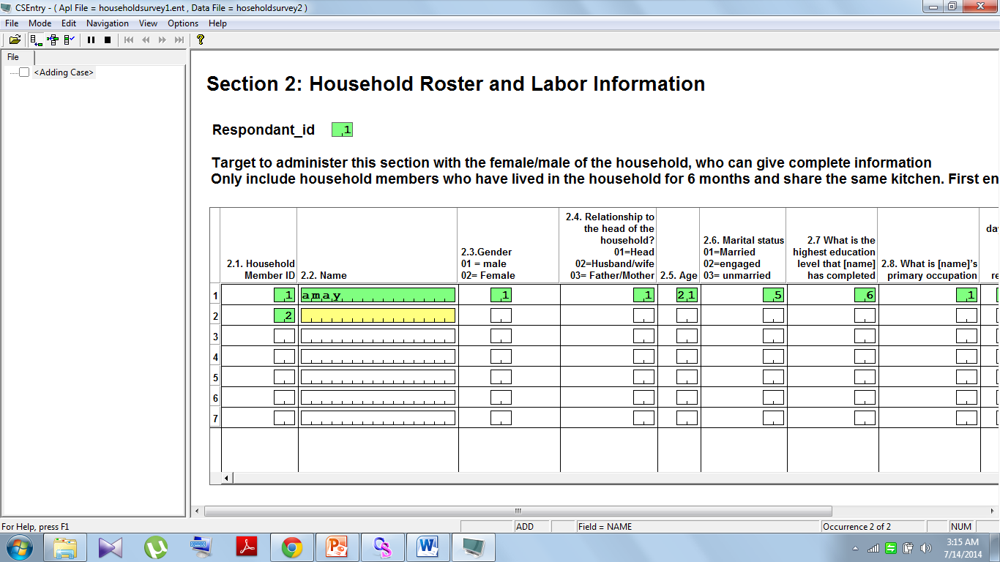 CSEntry - ( Apl File = householdsurvey1.ent , Data File = hoseholdsurvey2 )
File Mode Edit Navigation View Options Help
File
<Adding Case>
Section 2: Household Roster and Labor Information
Respondant_id 1
Target to administer this section with the female/male of the household, who can give complete information
Only include household members who have lived in the household for 6 months and share the same kitchen. First en
2.1. Household
Member ID
2.2. Name
2.3.Gender
01 = male
02= Female
2.4. Relationship to
the head of the
household?
01=Head
02=Husband/wife
03= Father/Mother
2.5. Age
2.6. Marital status
01=Married
02=engaged
03= unmarried
2.7 What is the
highest education
level that [name]
has completed
2.8. What is [name]'s
primary occupation
da
re
1 1 amay 1 1 21 5 6 1
2 2
3
4
5
6
7
For Help, press F1 ADD Field = NAME Occurrence 2 of 2 NUM
3:15 AM
7/14/2014